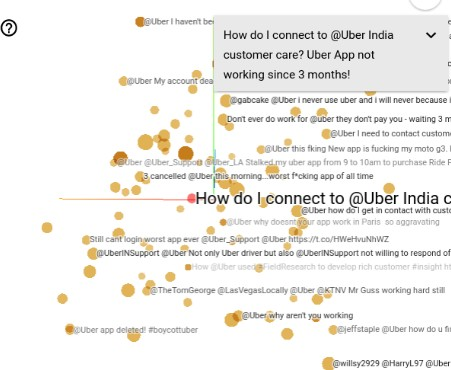 @Uber I haven't be
How do I connect to @Uber India
customer care? Uber App not
working since 3 months!
@Uber My account dea
@gabcake @Uber I never use uber and i will never because i
Don't ever do work for @uber they don't pay you - waiting 3 m
@Uber I need to contact custome
@Uber this fking New app is fucking my moto g3.
@Uber @Uber_Support @Uber_LA Stalked my uber app from 9 to 10am to purchase Ride P
3 cancelled @Uber this morning...worst f*cking app of all time
How do I connect to @Uber India c
@Uber how do i get in contact with custo
@Uber why doesnt your app work in Paris so aggravating
Still cant login worst app ever @Uber_Support @Uber https://t.co/HWeHvuNhWZ
@UberINSupport @Uber Not only Uber driver but also @UberINSupport not willing to respond of
How @Uber used #FieldResearch to develop rich customer #insight
@TheTomGeorge @LasVegasLocally @Uber @KTNV Mr Guss working hard still
@Uber why aren't you working
@Uber app deleted! #boycottuber
@jeffstaple @Uber how do u
@willsy2929 @HarryL97 @Uber